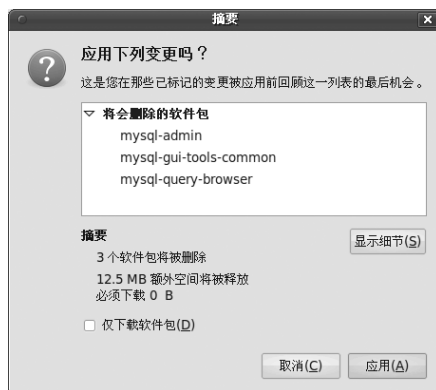 摘要
应用下列变更吗？
这是您在那些已标记的变更被应用前回顾这一列表的最后机会。
将会删除的软件包
mysql-admin
mysql-gui-tools-common
mysql-query-browser
摘要
显示细节(S)
3 个软件包将被删除
12.5 MB 额外空间将被释放
必须下载 0 B
仅下载软件包(D)
取消(C)
应用(A)